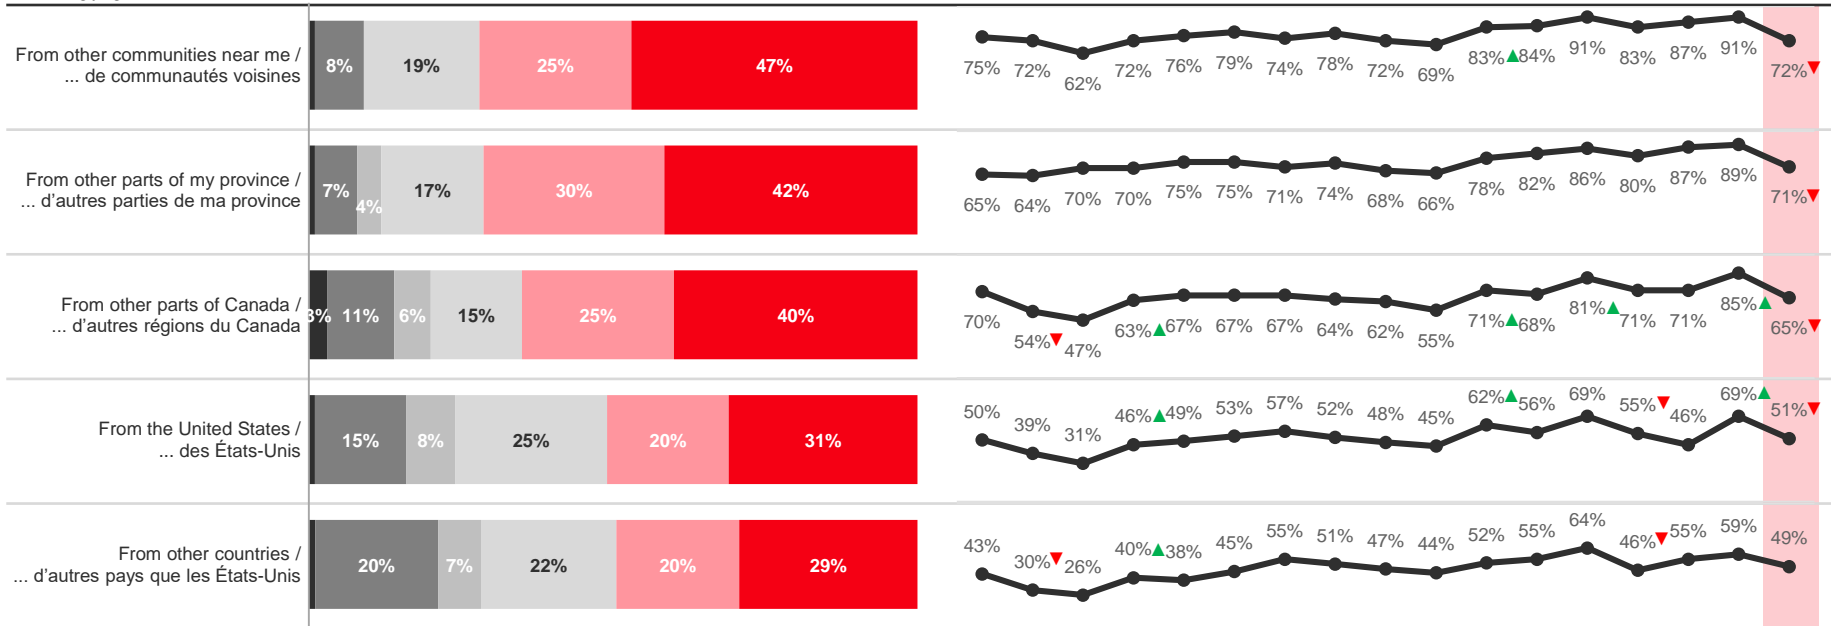 From other communities near me /
... de communautés voisines
8% 19% 25% 47%
75% 72% 62% 72% 76% 79% 74% 78% 72% 69% 83% 84% 91% 83% 87% 91% 72%
From other parts of my province /
... d'autres parties de ma province
7% 4% 17% 30% 42%
65% 64% 70% 70% 75% 75% 71% 74% 68% 66% 78% 82% 86% 80% 87% 89% 71%
From other parts of Canada /
... d'autres régions du Canada
3% 11% 6% 15% 25% 40%
70% 54% 47% 63% 67% 67% 67% 64% 62% 55% 71% 68% 81% 71% 71% 85% 65%
From the United States /
... des États-Unis
15% 8% 25% 20% 31%
50% 39% 31% 46% 49% 53% 57% 52% 48% 45% 62% 56% 69% 55% 46% 69% 51%
From other countries /
... d'autres pays que les États-Unis
20% 7% 22% 20% 29%
43% 30% 26% 40% 38% 45% 55% 51% 47% 44% 52% 55% 64% 46% 55% 59% 49%